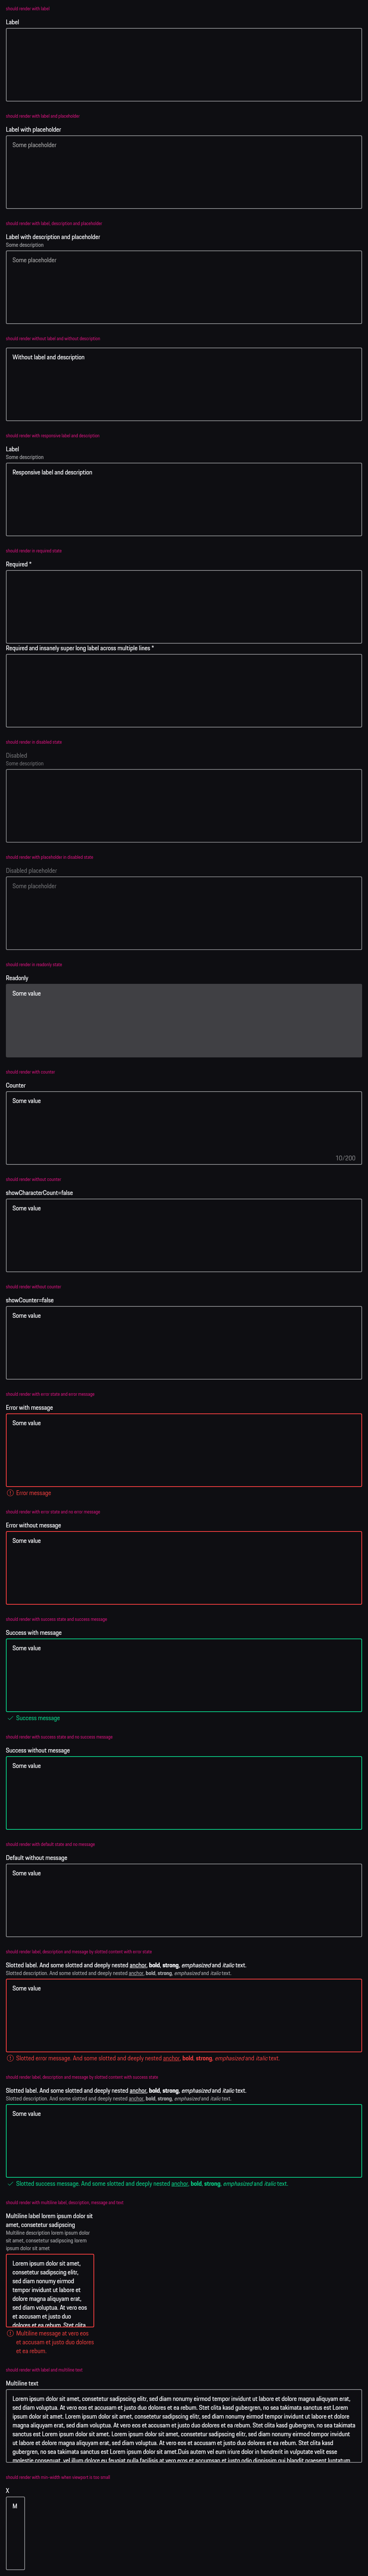 should render with label
Label
should render with label and placeholder
Label with placeholder
Some placeholder
should render with label, description and placeholder
Label with description and placeholder
Some description
Some placeholder
should render without label and without description
Without label and description
should render with responsive label and description
Label
Some description
Responsive label and description
should render in required state
Required *
Required and insanely super long label across multiple lines *
should render in disabled state
Disabled
Some description
should render with placeholder in disabled state
Disabled placeholder
Some placeholder
should render in readonly state
Readonly
Some value
should render with counter
Counter
Some value
10/200
should render without counter
showCharacterCount=false
Some value
should render without counter
showCounter=false
Some value
should render with error state and error message
Error with message
Some value
Error message
should render with error state and no error message
Error without message
Some value
should render with success state and success message
Success with message
Some value
Success message
should render with success state and no success message
Success without message
Some value
should render with default state and no message
Default without message
Some value
should render label, description and message by slotted content with error state
Slotted label. And some slotted and deeply nested anchor, bold, strong, emphasized and italic text.
Slotted description. And some slotted and deeply nested anchor, bold, strong, emphasized and italic text.
Some value
Slotted error message. And some slotted and deeply nested anchor, bold, strong, emphasized and italic text.
should render label, description and message by slotted content with success state
Slotted label. And some slotted and deeply nested anchor, bold, strong, emphasized and italic text.
Slotted description. And some slotted and deeply nested anchor, bold, strong, emphasized and italic text.
Some value
Slotted success message. And some slotted and deeply nested anchor, bold, strong, emphasized and italic text.
should render with multiline label, description, message and text
Multiline label lorem ipsum dolor sit
amet, consetetur sadipscing
Multiline description lorem ipsum dolor
sit amet, consetetur sadipscing lorem
ipsum dolor sit amet
Lorem ipsum dolor sit amet,
consetetur sadipscing elitr,
sed diam nonumy eirmod
tempor invidunt ut labore et
dolore magna aliquyam erat,
sed diam voluptua. At vero eos
et accusam et justo duo
dolores et ea rebum. Stet clita
Multiline message at vero eos
et accusam et justo duo dolores
et ea rebum.
should render with label and multiline text
Multiline text
Lorem ipsum dolor sit amet, consetetur sadipscing elitr, sed diam nonumy eirmod tempor invidunt ut labore et dolore magna aliquyam erat,
sed diam voluptua. At vero eos et accusam et justo duo dolores et ea rebum. Stet clita kasd gubergren, no sea takimata sanctus est Lorem
ipsum dolor sit amet. Lorem ipsum dolor sit amet, consetetur sadipscing elitr, sed diam nonumy eirmod tempor invidunt ut labore et dolore
magna aliquyam erat, sed diam voluptua. At vero eos et accusam et justo duo dolores et ea rebum. Stet clita kasd gubergren, no sea takimata
sanctus est Lorem ipsum dolor sit amet. Lorem ipsum dolor sit amet, consetetur sadipscing elitr, sed diam nonumy eirmod tempor invidunt
ut labore et dolore magna aliquyam erat, sed diam voluptua. At vero eos et accusam et justo duo dolores et ea rebum. Stet clita kasd
gubergren, no sea takimata sanctus est Lorem ipsum dolor sit amet.Duis autem vel eum iriure dolor in hendrerit in vulputate velit esse
molestie consequat, vel illum dolore eu feugiat nulla facilisis at vero eros et accumsan et iusto odio dignissim qui blandit praesent luptatum
should render with min-width when viewport is too small
X
M